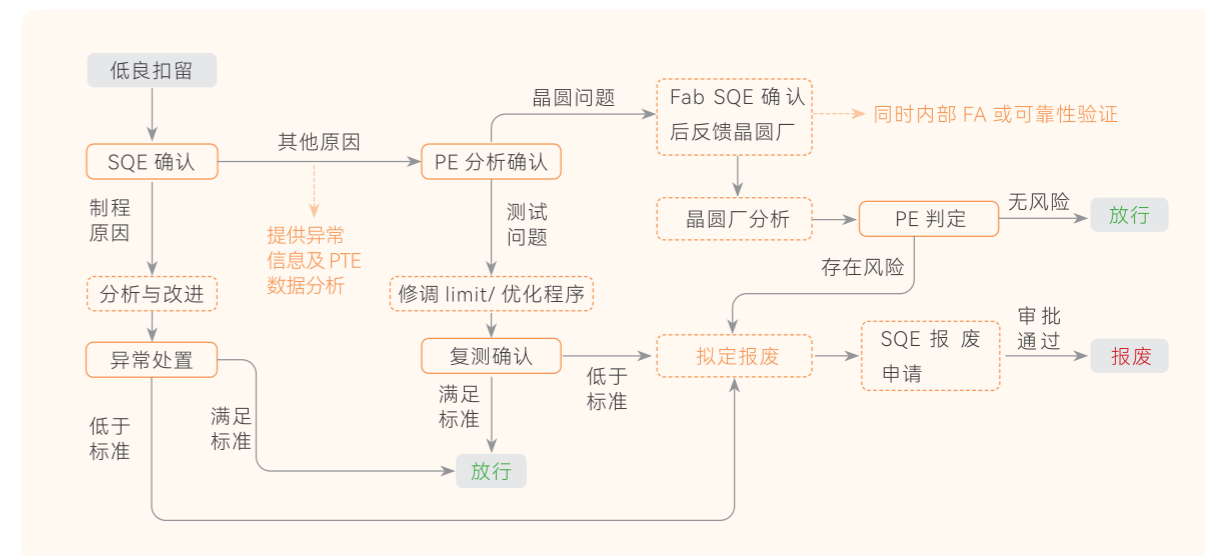 低良扣留
SQE 确认
其他原因
PE 分析确认
晶圆问题
Fab SQE 确认
后反馈晶圆厂
同时内部 FA 或可靠性验证
制程
原因
提供异常
信息及 PTE
数据分析
测试
问题
晶圆厂分析
PE 判定
无风险
放行
存在风险
分析与改进
修调 limit/ 优化程序
异常处置
复测确认
低于
标准
拟定报废
SQE 报 废
申请
审批
通过
报废
低于
标准
满足
标准
满足
标准
放行